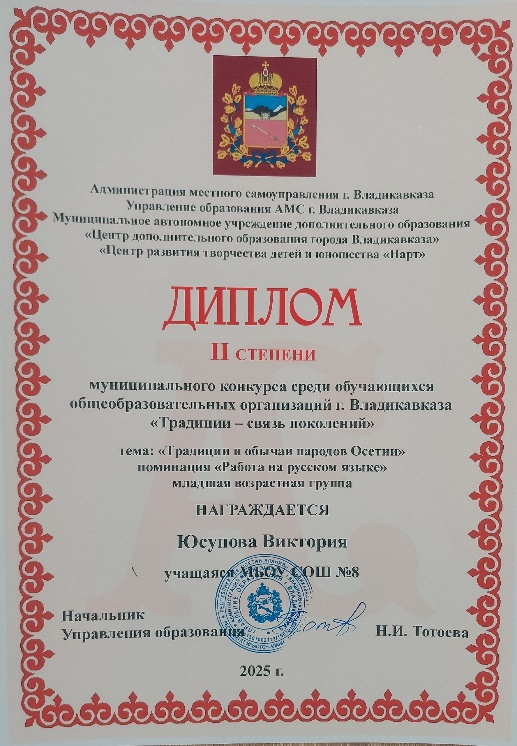 Администрация местного самоуправления г. Владикавказа
Управление образования АМС г. Владикавказа
Муниципальное автономное учреждение дополнительного образования
«Центр дополнительного образования города Владикавказа»
«Центр развития творчества детей и юношества «Нарт»
ДИПЛОМ
II СТЕПЕНИ
муниципального конкурса среди обучающихся
общеобразовательных организаций г. Владикавказа
«Традиции – связь поколений»
тема: «Традиции и обычаи народов Осетии»
номинация «Работа на русском языке»
младшая возрастная группа
НАГРАЖДАЕТСЯ
Юсупова Виктория
учащаяся МБОУ СОШ №8
Начальник
Управления образования
Н.И. Тотоева
2025 г.